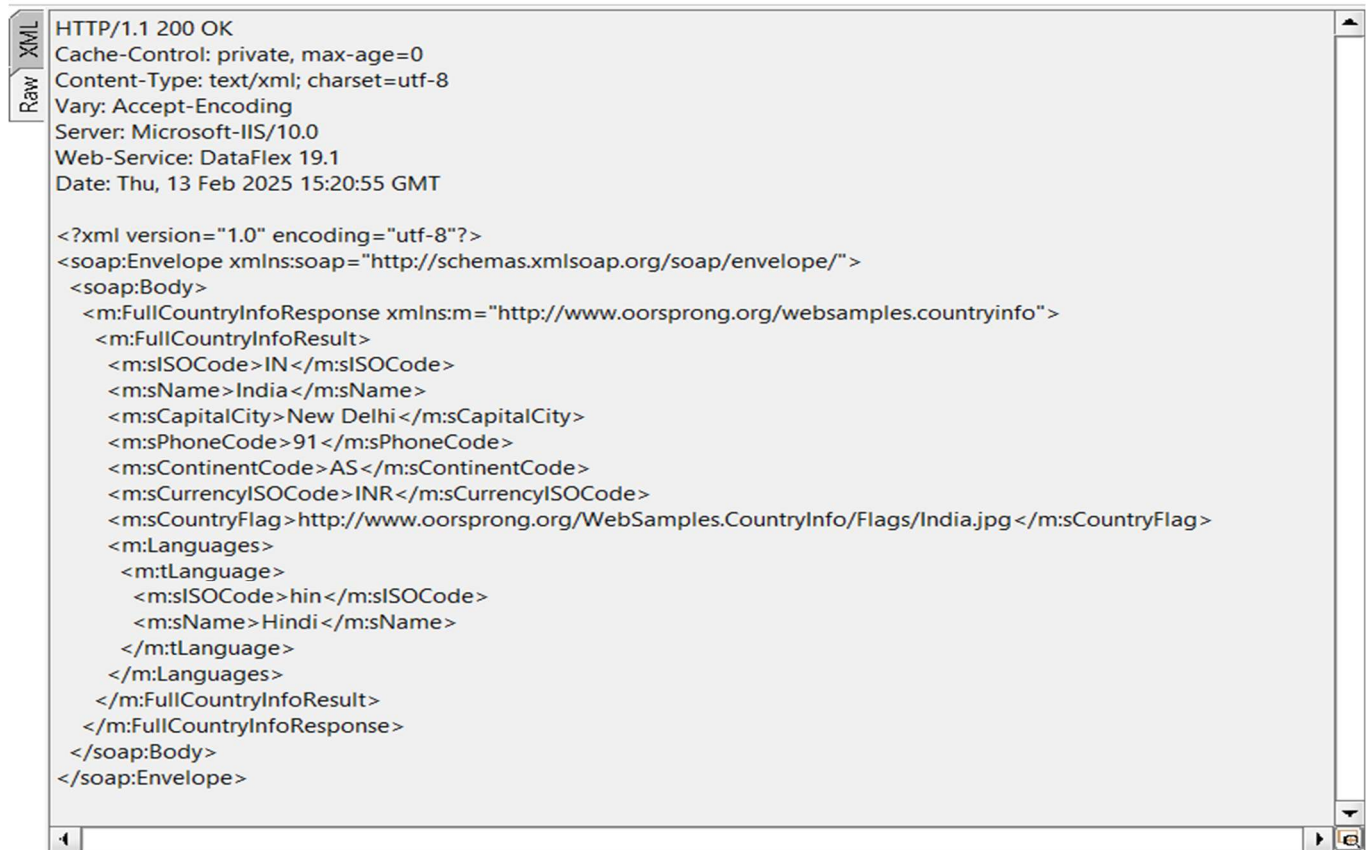 XML
Raw
HTTP/1.1 200 OK
Cache-Control: private, max-age=0
Content-Type: text/xml; charset=utf-8
Vary: Accept-Encoding
Server: Microsoft-IIS/10.0
Web-Service: DataFlex 19.1
Date: Thu, 13 Feb 2025 15:20:55 GMT

<?xml version="1.0" encoding="utf-8"?>
<soap:Envelope xmlns:soap="http://schemas.xmlsoap.org/soap/envelope/">
  <soap:Body>
    <m:FullCountryInfoResponse xmlns:m="http://www.oorsprong.org/websamples.countryinfo">
      <m:FullCountryInfoResult>
        <m:sISOCode>IN</m:sISOCode>
        <m:sName>India</m:sName>
        <m:sCapitalCity>New Delhi</m:sCapitalCity>
        <m:sPhoneCode>91</m:sPhoneCode>
        <m:sContinentCode>AS</m:sContinentCode>
        <m:sCurrencyISOCode>INR</m:sCurrencyISOCode>
        <m:sCountryFlag>http://www.oorsprong.org/WebSamples.CountryInfo/Flags/India.jpg</m:sCountryFlag>
        <m:Languages>
          <m:tLanguage>
            <m:sISOCode>hin</m:sISOCode>
            <m:sName>Hindi</m:sName>
          </m:tLanguage>
        </m:Languages>
      </m:FullCountryInfoResult>
    </m:FullCountryInfoResponse>
  </soap:Body>
</soap:Envelope>